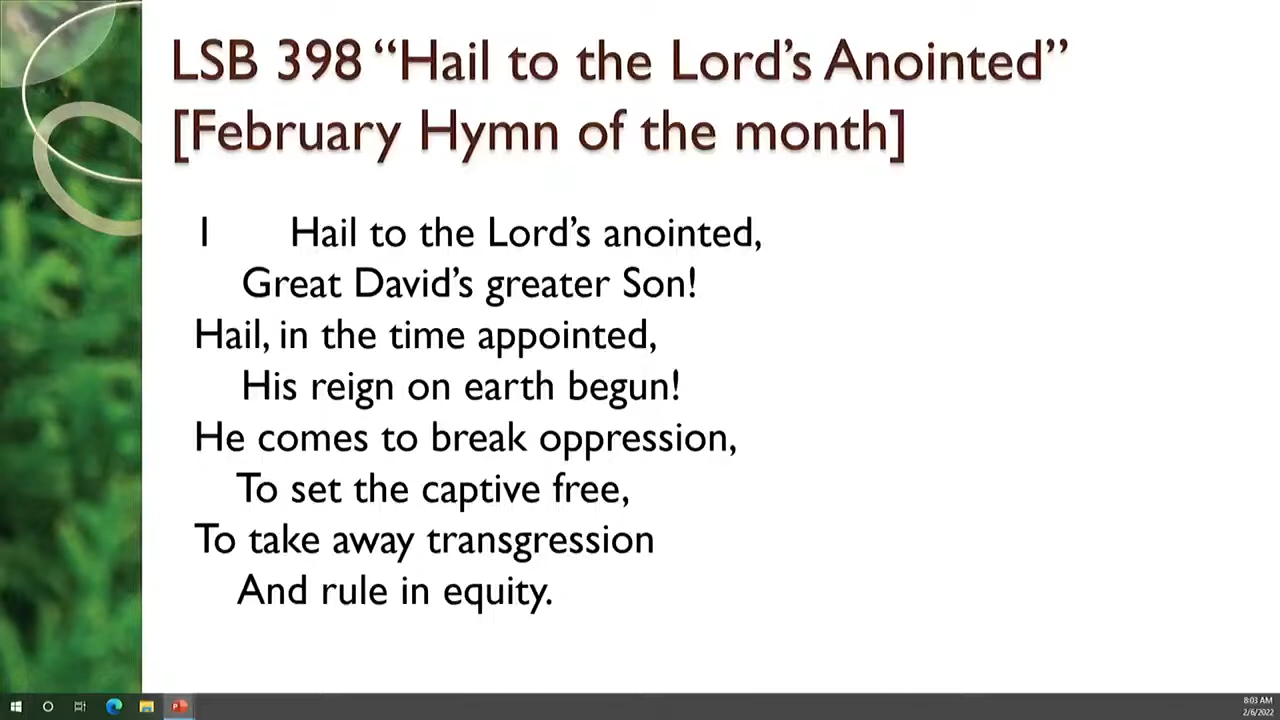 LSB 398 “Hail to the Lord’s Anointed”
[February Hymn of the month]
1 Hail to the Lord’s anointed,
Great David’s greater Son!
Hail, in the time appointed,
His reign on earth begun!
He comes to break oppression,
To set the captive free,
To take away transgression
And rule in equity.
8:03 AM
2/6/2022